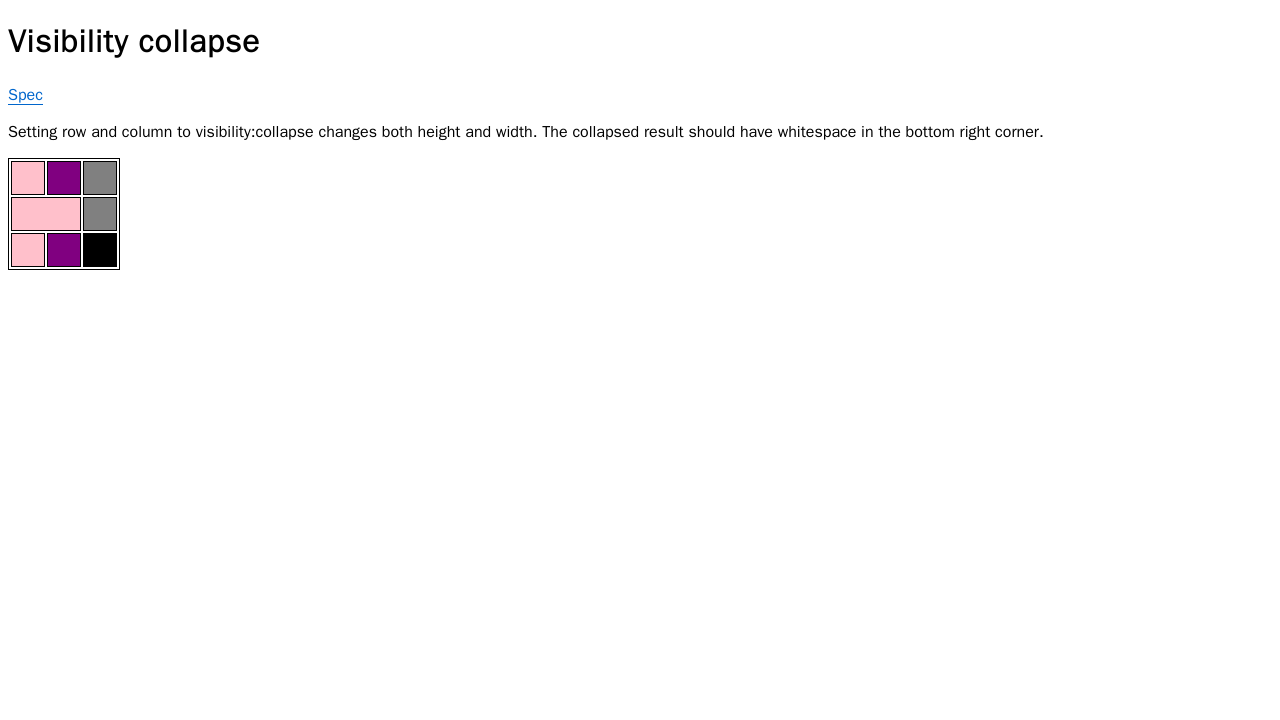 Visibility collapse
Spec
Setting row and column to visibility:collapse changes both height and width. The collapsed result should have whitespace in the bottom right corner.